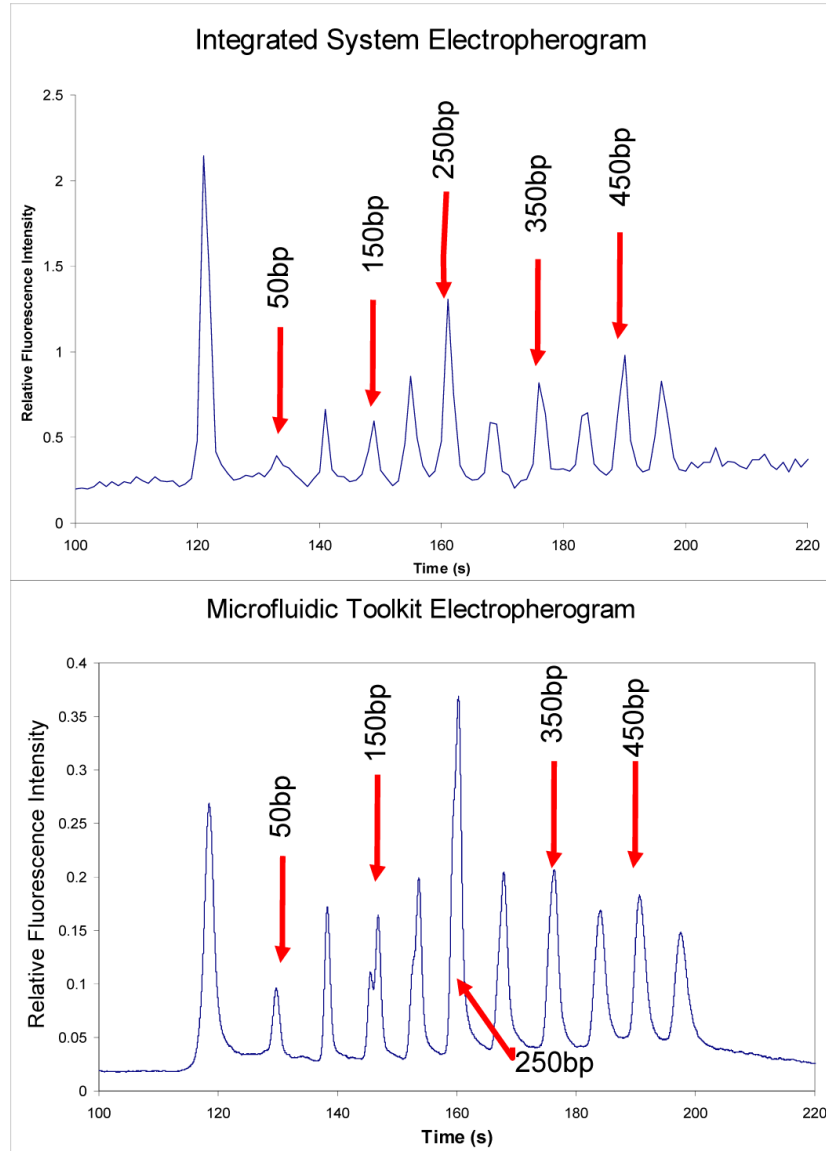 Integrated System Electropherogram
2.5
2
1.5
1
0.5
0
Relative Fluorescence Intensity
50bp
150bp
250bp
350bp
450bp
100
120
140
160
180
200
220
Time (s)
Microfluidic Toolkit Electropherogram
0.4
0.35
0.3
0.25
0.2
0.15
0.1
0.05
0
Relative Fluorescence Intensity
50bp
150bp
350bp
450bp
250bp
100
120
140
160
180
200
220
Time (s)